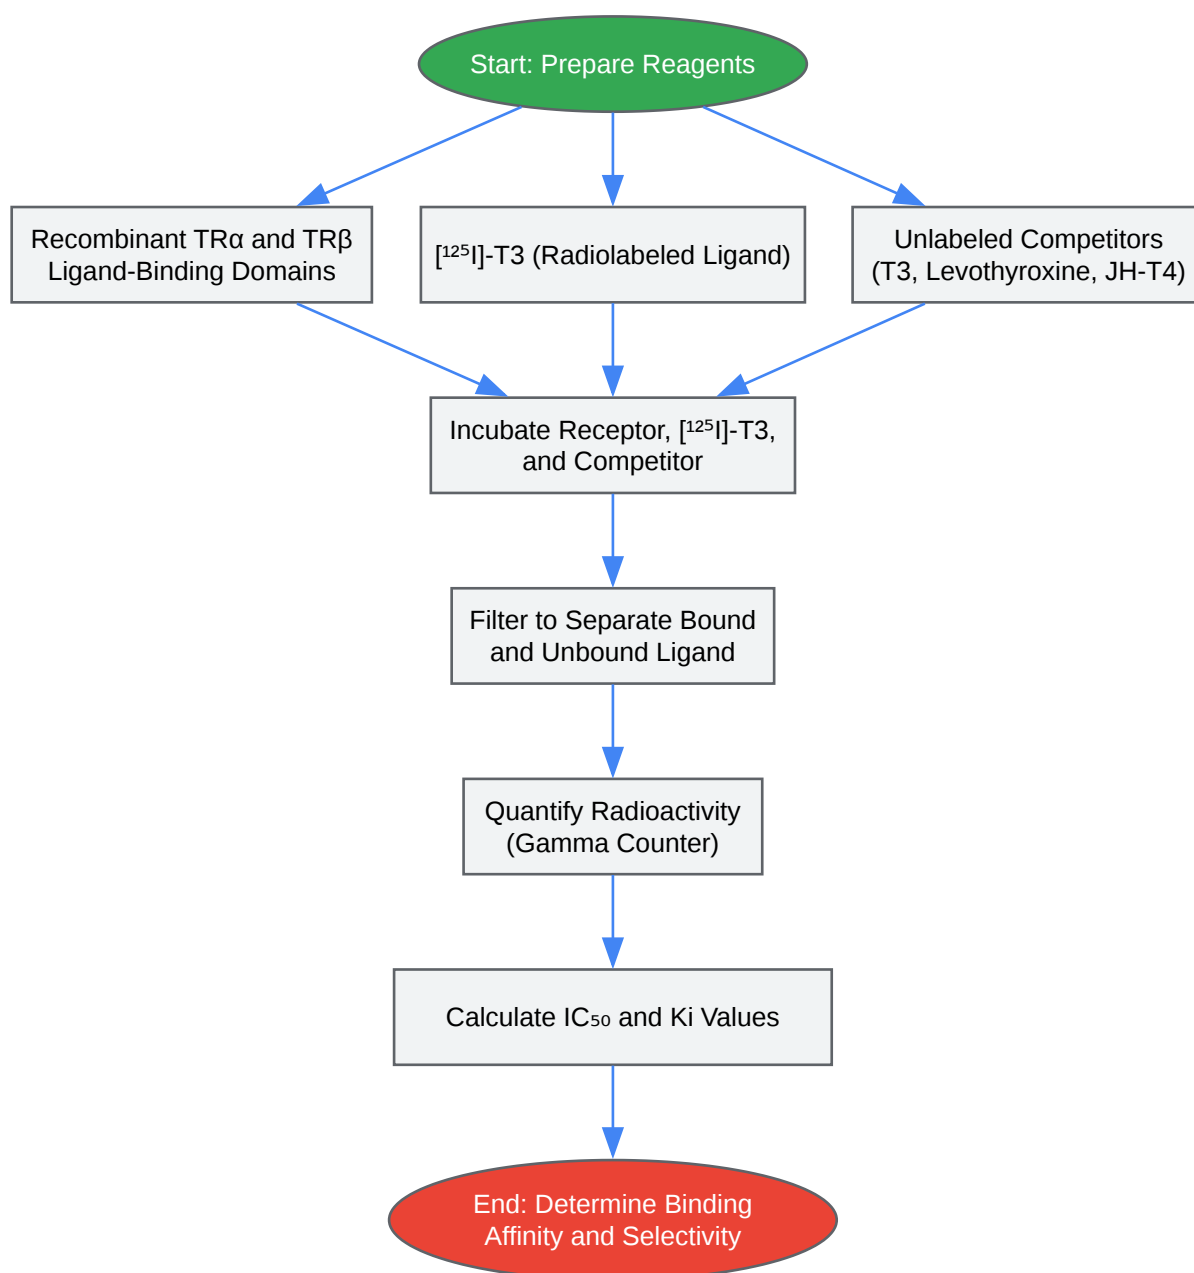 Start: Prepare Reagents
Recombinant TRα and TRβ
Ligand-Binding Domains
[¹²⁵I]-T3 (Radiolabeled Ligand)
Unlabeled Competitors
(T3, Levothyroxine, JH-T4)
Incubate Receptor, [¹²⁵I]-T3,
and Competitor
Filter to Separate Bound
and Unbound Ligand
Quantify Radioactivity
(Gamma Counter)
Calculate IC₅₀ and Ki Values
End: Determine Binding
Affinity and Selectivity